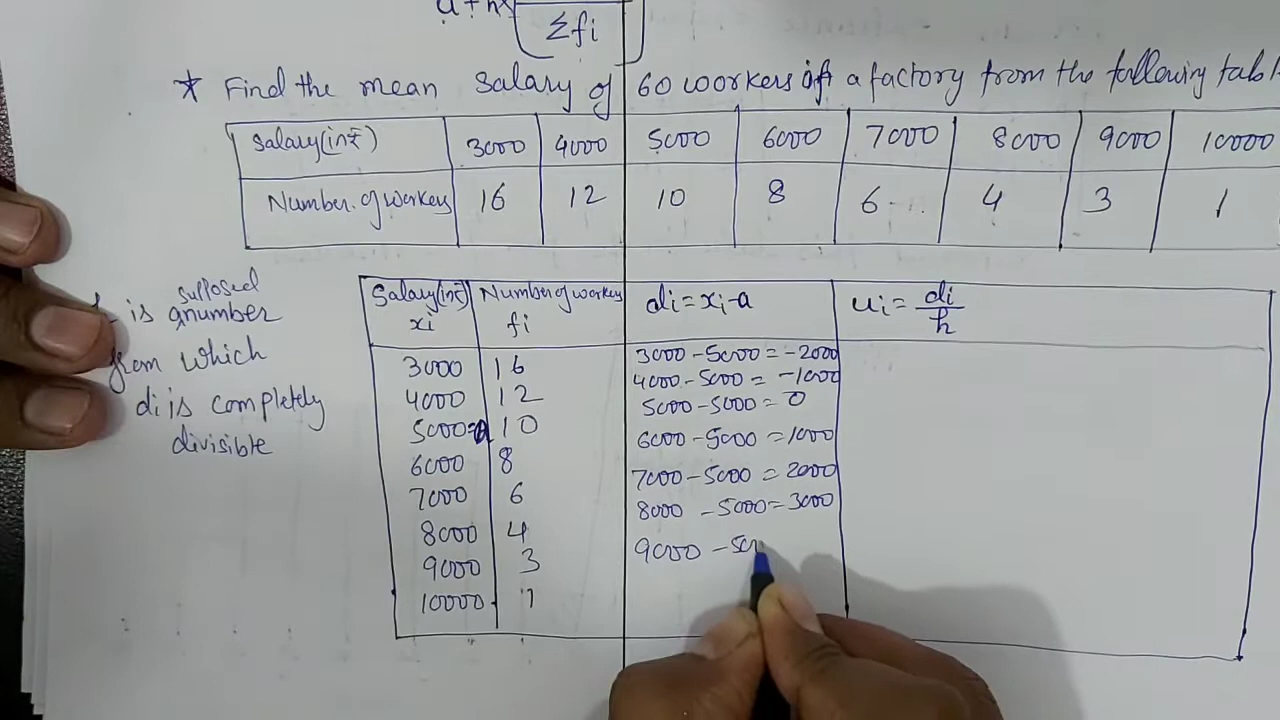 a + h×
Σfi
* Find the mean salary of 60 workers of a factory from the following table
Salary(in ₹) 3000 4000 5000 6000 7000 8000 9000 10000
Number of workers 16 12 10 8 6 4 3 1
is supposed
a number
from which
di is completely
divisible
Salary(in ₹) xi Number of workers fi di = xi - a ui = di/h
3000 16 3000 - 5000 = -2000
4000 12 4000 - 5000 = -1000
5000=a 10 5000 - 5000 = 0
6000 8 6000 - 5000 = 1000
7000 6 7000 - 5000 = 2000
8000 4 8000 - 5000 = 3000
9000 3 9000 - 500
10000 1